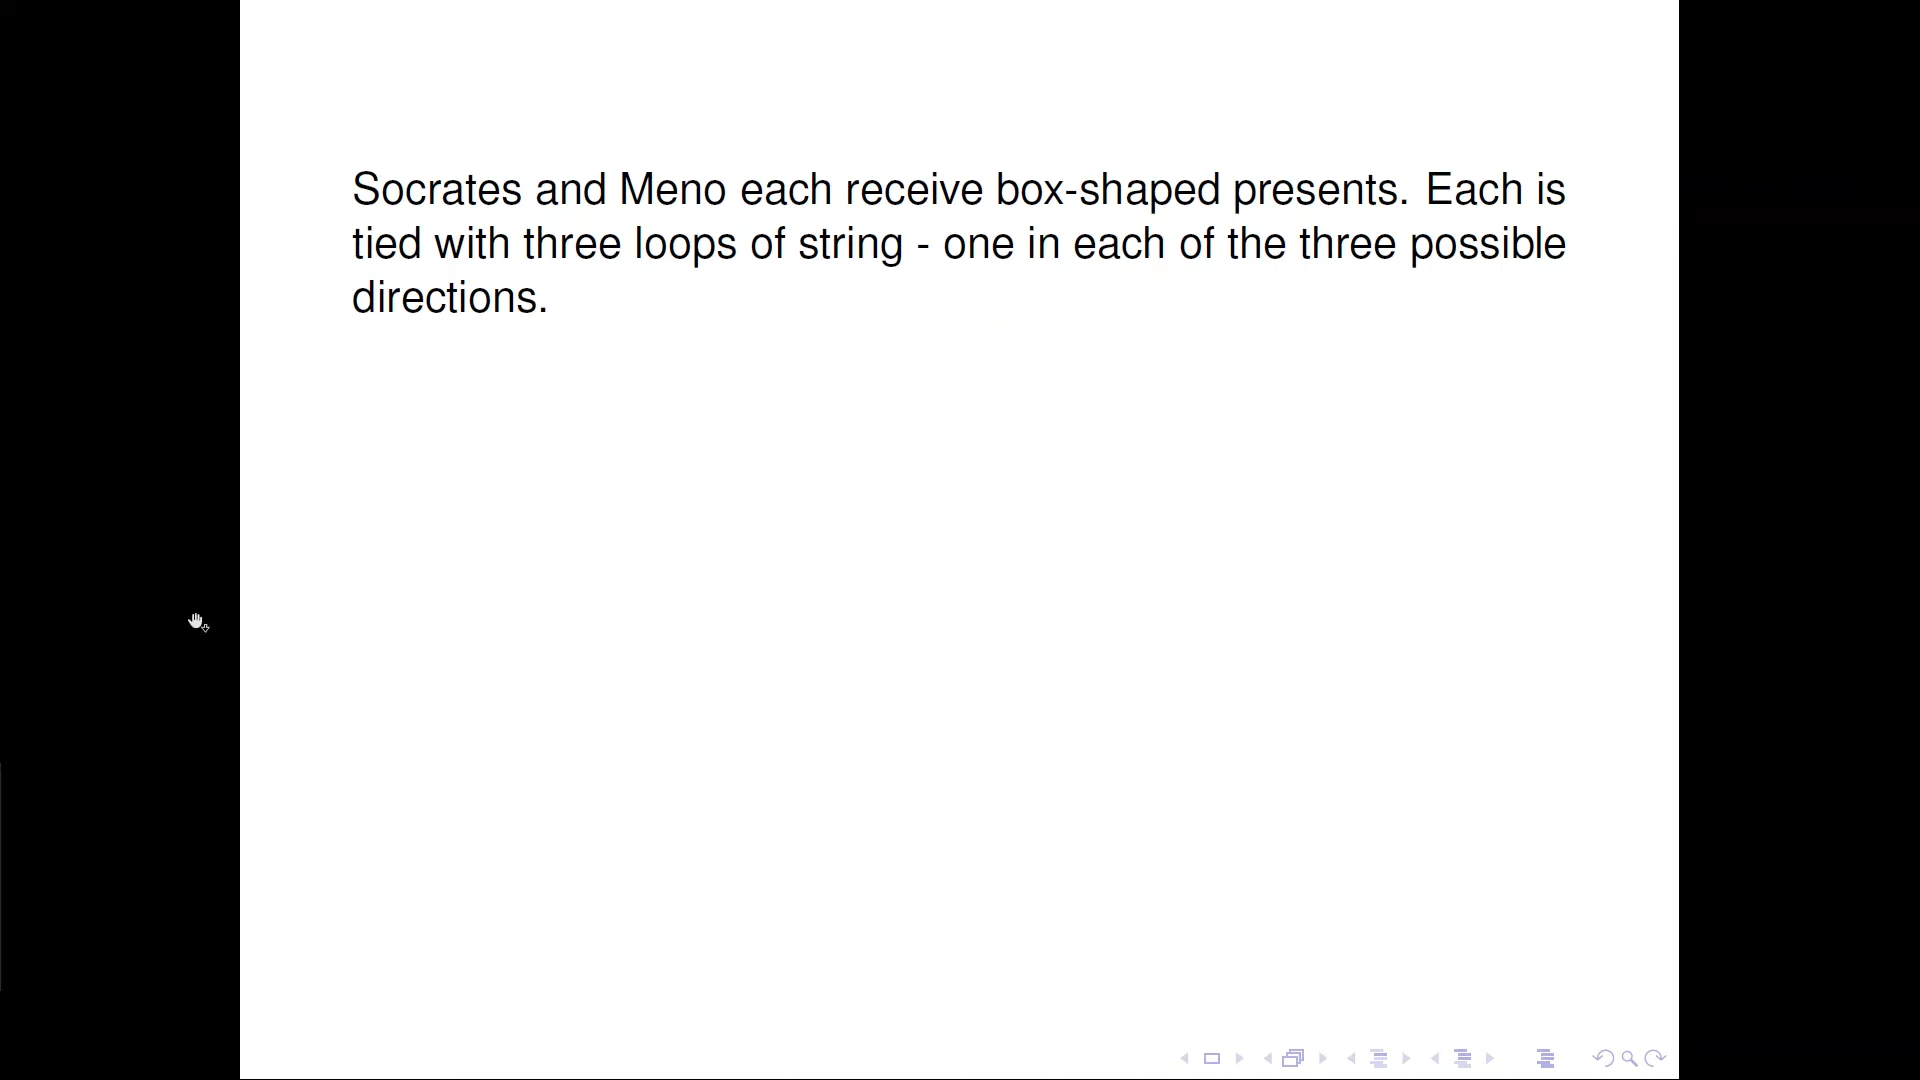 Socrates and Meno each receive box-shaped presents. Each is
tied with three loops of string - one in each of the three possible
directions.